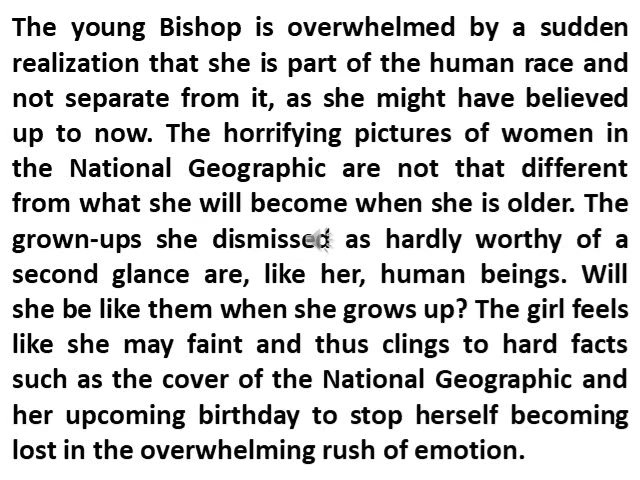 The young Bishop is overwhelmed by a sudden
realization that she is part of the human race and
not separate from it, as she might have believed
up to now. The horrifying pictures of women in
the National Geographic are not that different
from what she will become when she is older. The
grown-ups she dismissed as hardly worthy of a
second glance are, like her, human beings. Will
she be like them when she grows up? The girl feels
like she may faint and thus clings to hard facts
such as the cover of the National Geographic and
her upcoming birthday to stop herself becoming
lost in the overwhelming rush of emotion.